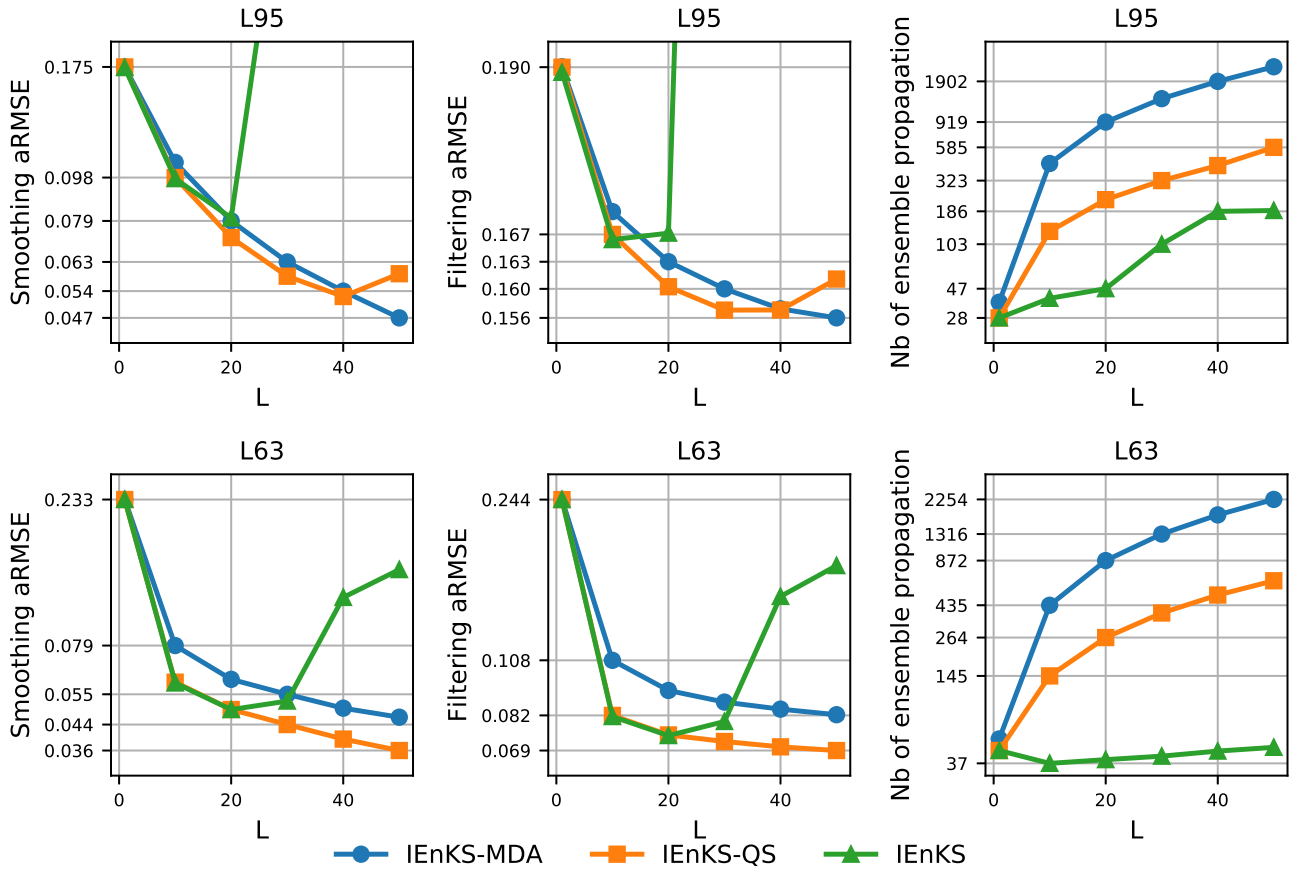 L95
Smoothing aRMSE
0.175
0.098
0.079
0.063
0.054
0.047
0 20 40
L
L95
Filtering aRMSE
0.190
0.167
0.163
0.160
0.156
0 20 40
L
L95
Nb of ensemble propagation
1902
919
585
323
186
103
47
28
0 20 40
L
L63
Smoothing aRMSE
0.233
0.079
0.055
0.044
0.036
0 20 40
L
L63
Filtering aRMSE
0.244
0.108
0.082
0.069
0 20 40
L
L63
Nb of ensemble propagation
2254
1316
872
435
264
145
37
0 20 40
L
IEnKS-MDA IEnKS-QS IEnKS